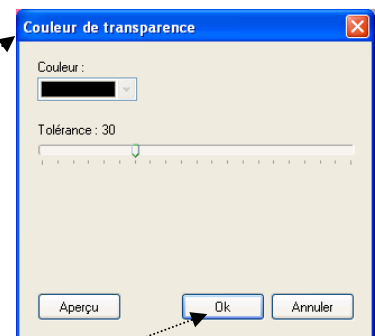 Couleur de transparence
Couleur :
Tolérance : 30
Aperçu
Ok
Annuler